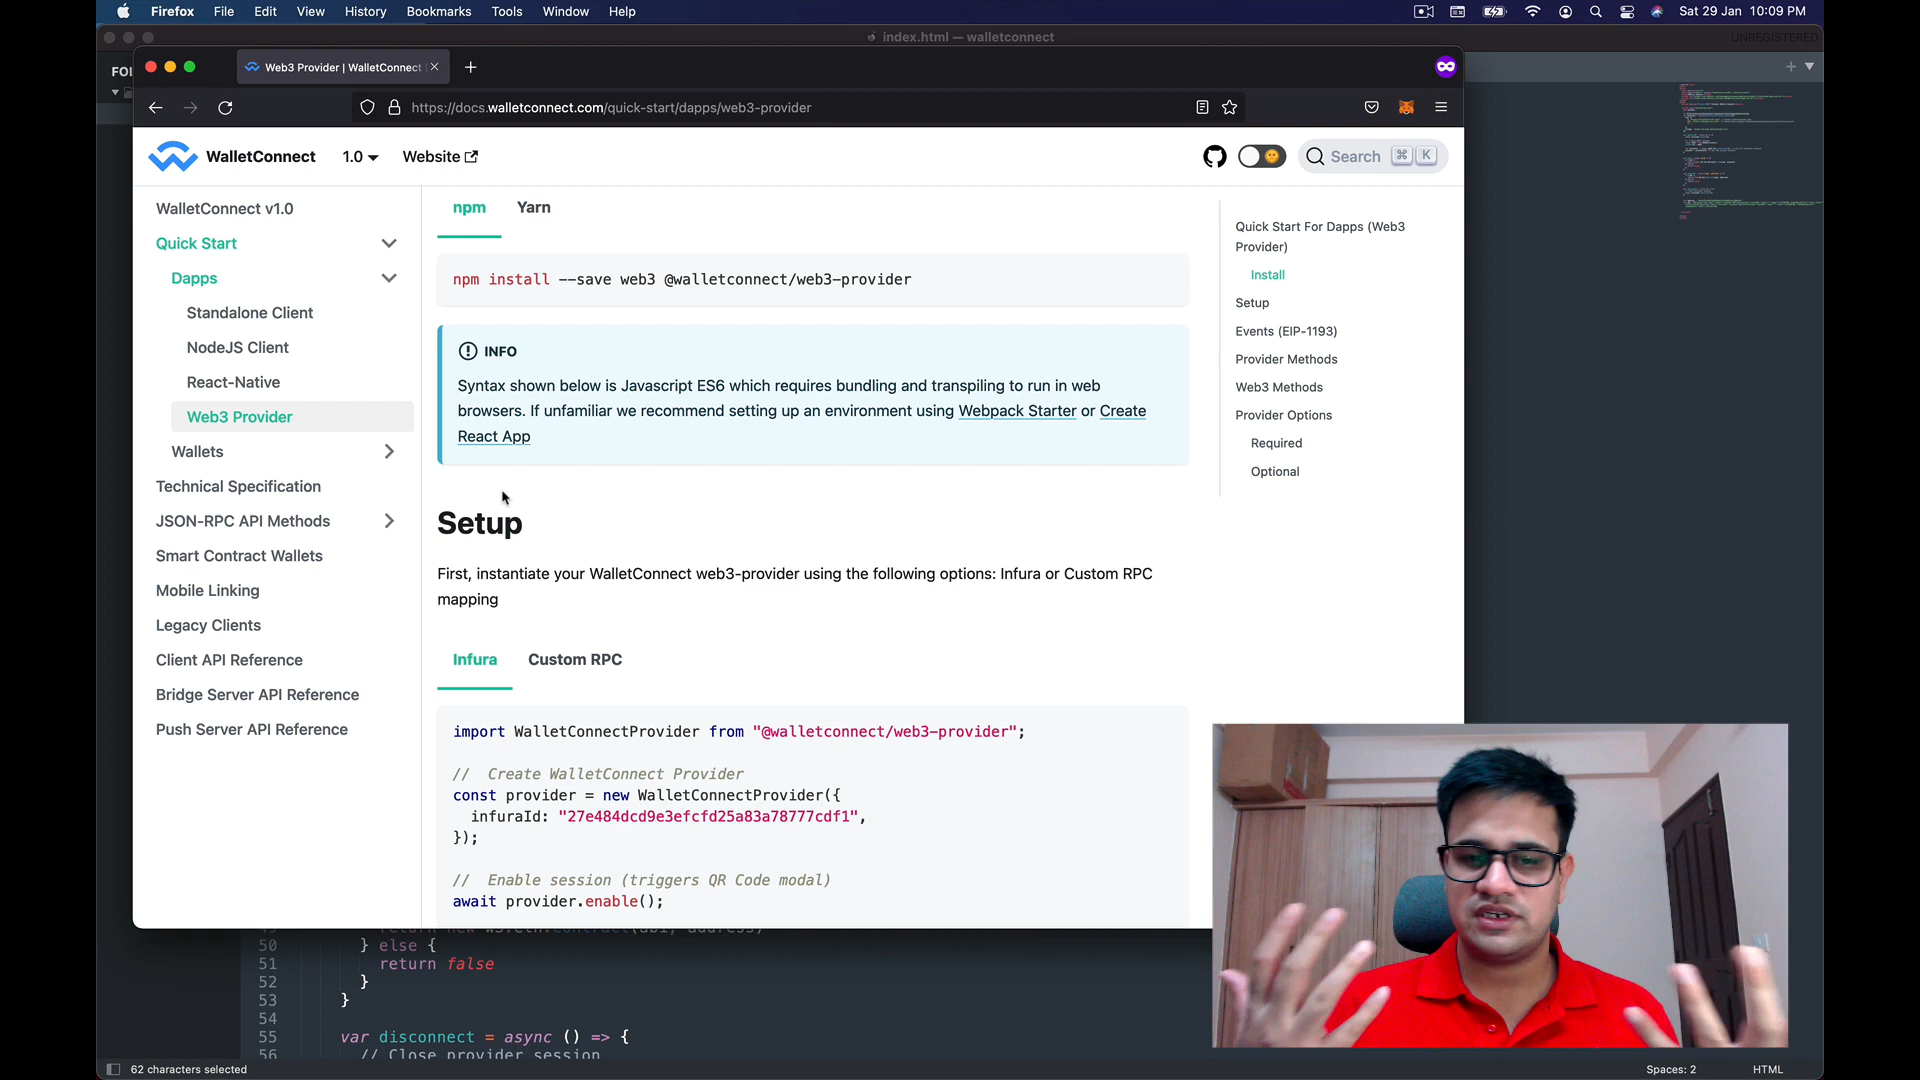 Firefox File Edit View History Bookmarks Tools Window Help
Sat 29 Jan 10:09 PM
index.html — walletconnect
UNREGISTERED
FOL
Web3 Provider | WalletConnect
https://docs.walletconnect.com/quick-start/dapps/web3-provider
WalletConnect
1.0
Website
Search ⌘ K
WalletConnect v1.0
Quick Start
Dapps
Standalone Client
NodeJS Client
React-Native
Web3 Provider
Wallets
Technical Specification
JSON-RPC API Methods
Smart Contract Wallets
Mobile Linking
Legacy Clients
Client API Reference
Bridge Server API Reference
Push Server API Reference
npm Yarn
npm install --save web3 @walletconnect/web3-provider
INFO
Syntax shown below is Javascript ES6 which requires bundling and transpiling to run in web
browsers. If unfamiliar we recommend setting up an environment using Webpack Starter or Create
React App
Setup
First, instantiate your WalletConnect web3-provider using the following options: Infura or Custom RPC
mapping
Infura Custom RPC
import WalletConnectProvider from "@walletconnect/web3-provider";
// Create WalletConnect Provider
const provider = new WalletConnectProvider({
infuraId: "27e484dcd9e3efcfd25a83a78777cdf1",
});
// Enable session (triggers QR Code modal)
await provider.enable();
Quick Start For Dapps (Web3
Provider)
Install
Setup
Events (EIP-1193)
Provider Methods
Web3 Methods
Provider Options
Required
Optional
50 } else {
51 return false
52 }
53 }
54
55 var disconnect = async () => {
56 // Close provider session
62 characters selected
Spaces: 2
HTML